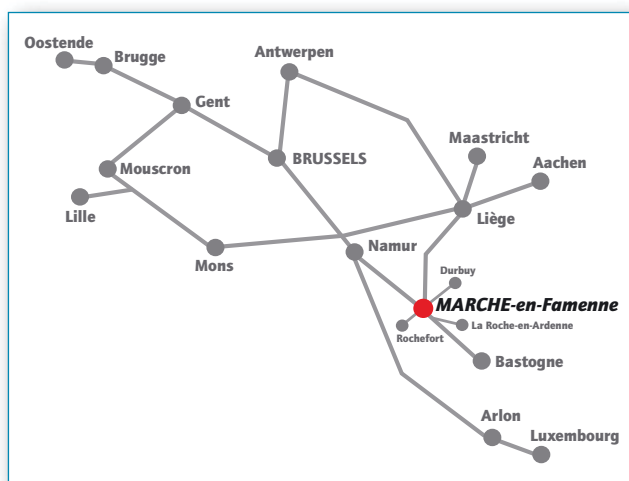 Oostende
Brugge
Antwerpen
Gent
BRUSSELS
Maastricht
Aachen
Mouscron
Lille
Liège
Mons
Namur
Durbuy
MARCHE-en-Famenne
La Roche-en-Ardenne
Rochefort
Bastogne
Arlon
Luxembourg